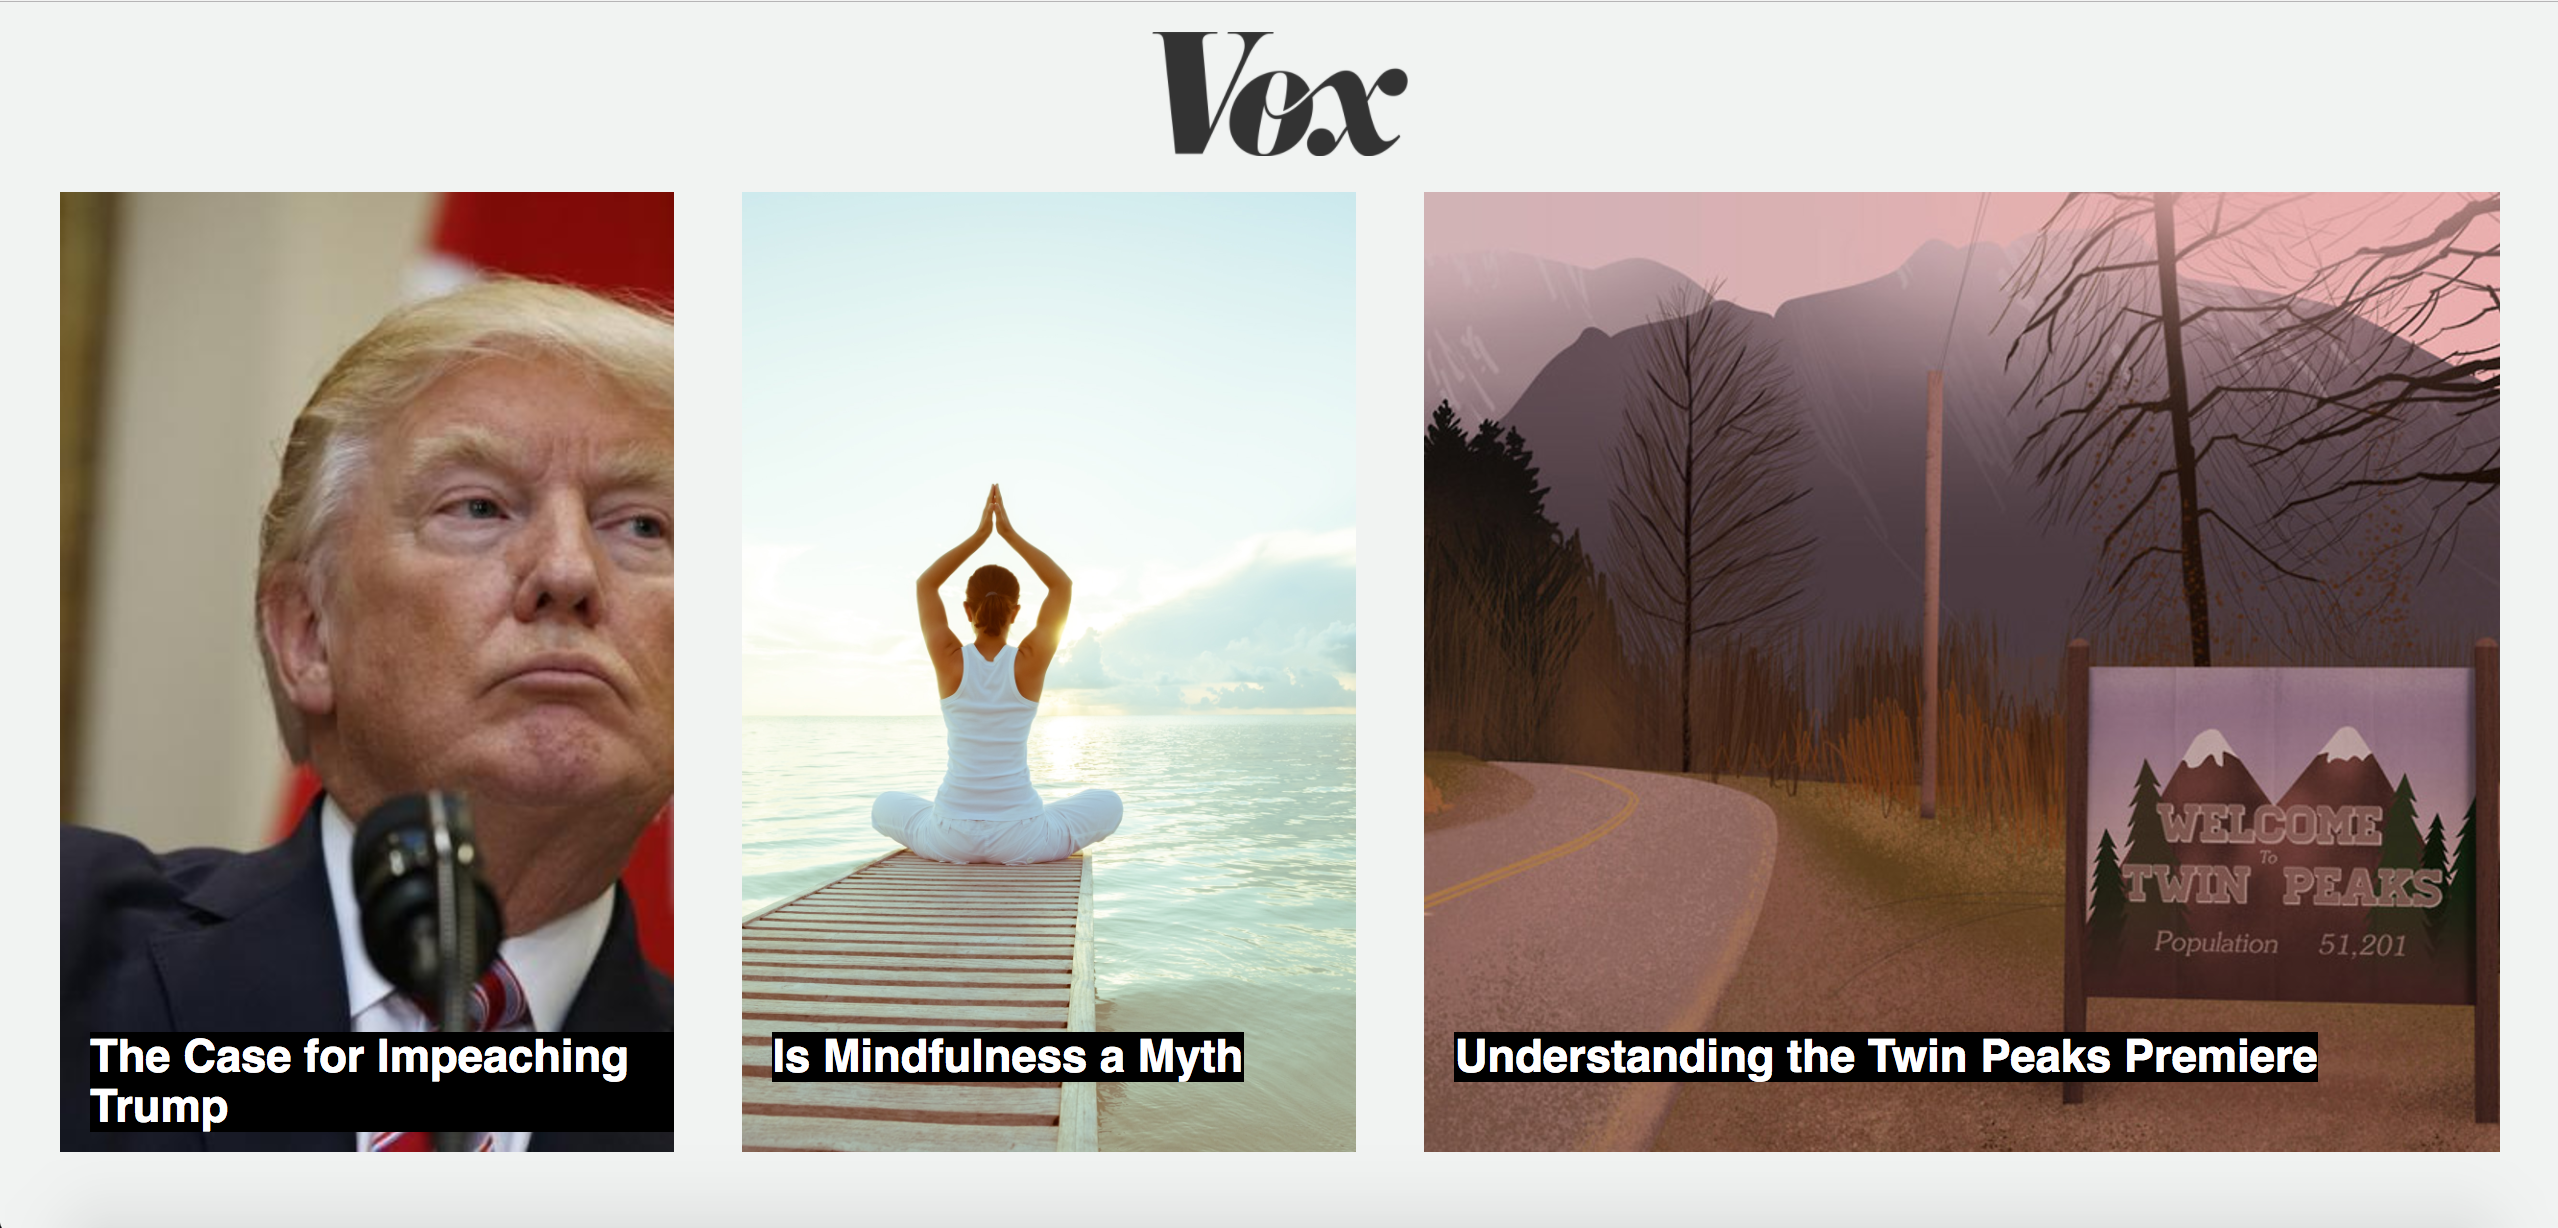 Vox
The Case for Impeaching
Trump
Is Mindfulness a Myth
WELCOME
To
TWIN PEAKS
Population 51,201
Understanding the Twin Peaks Premiere